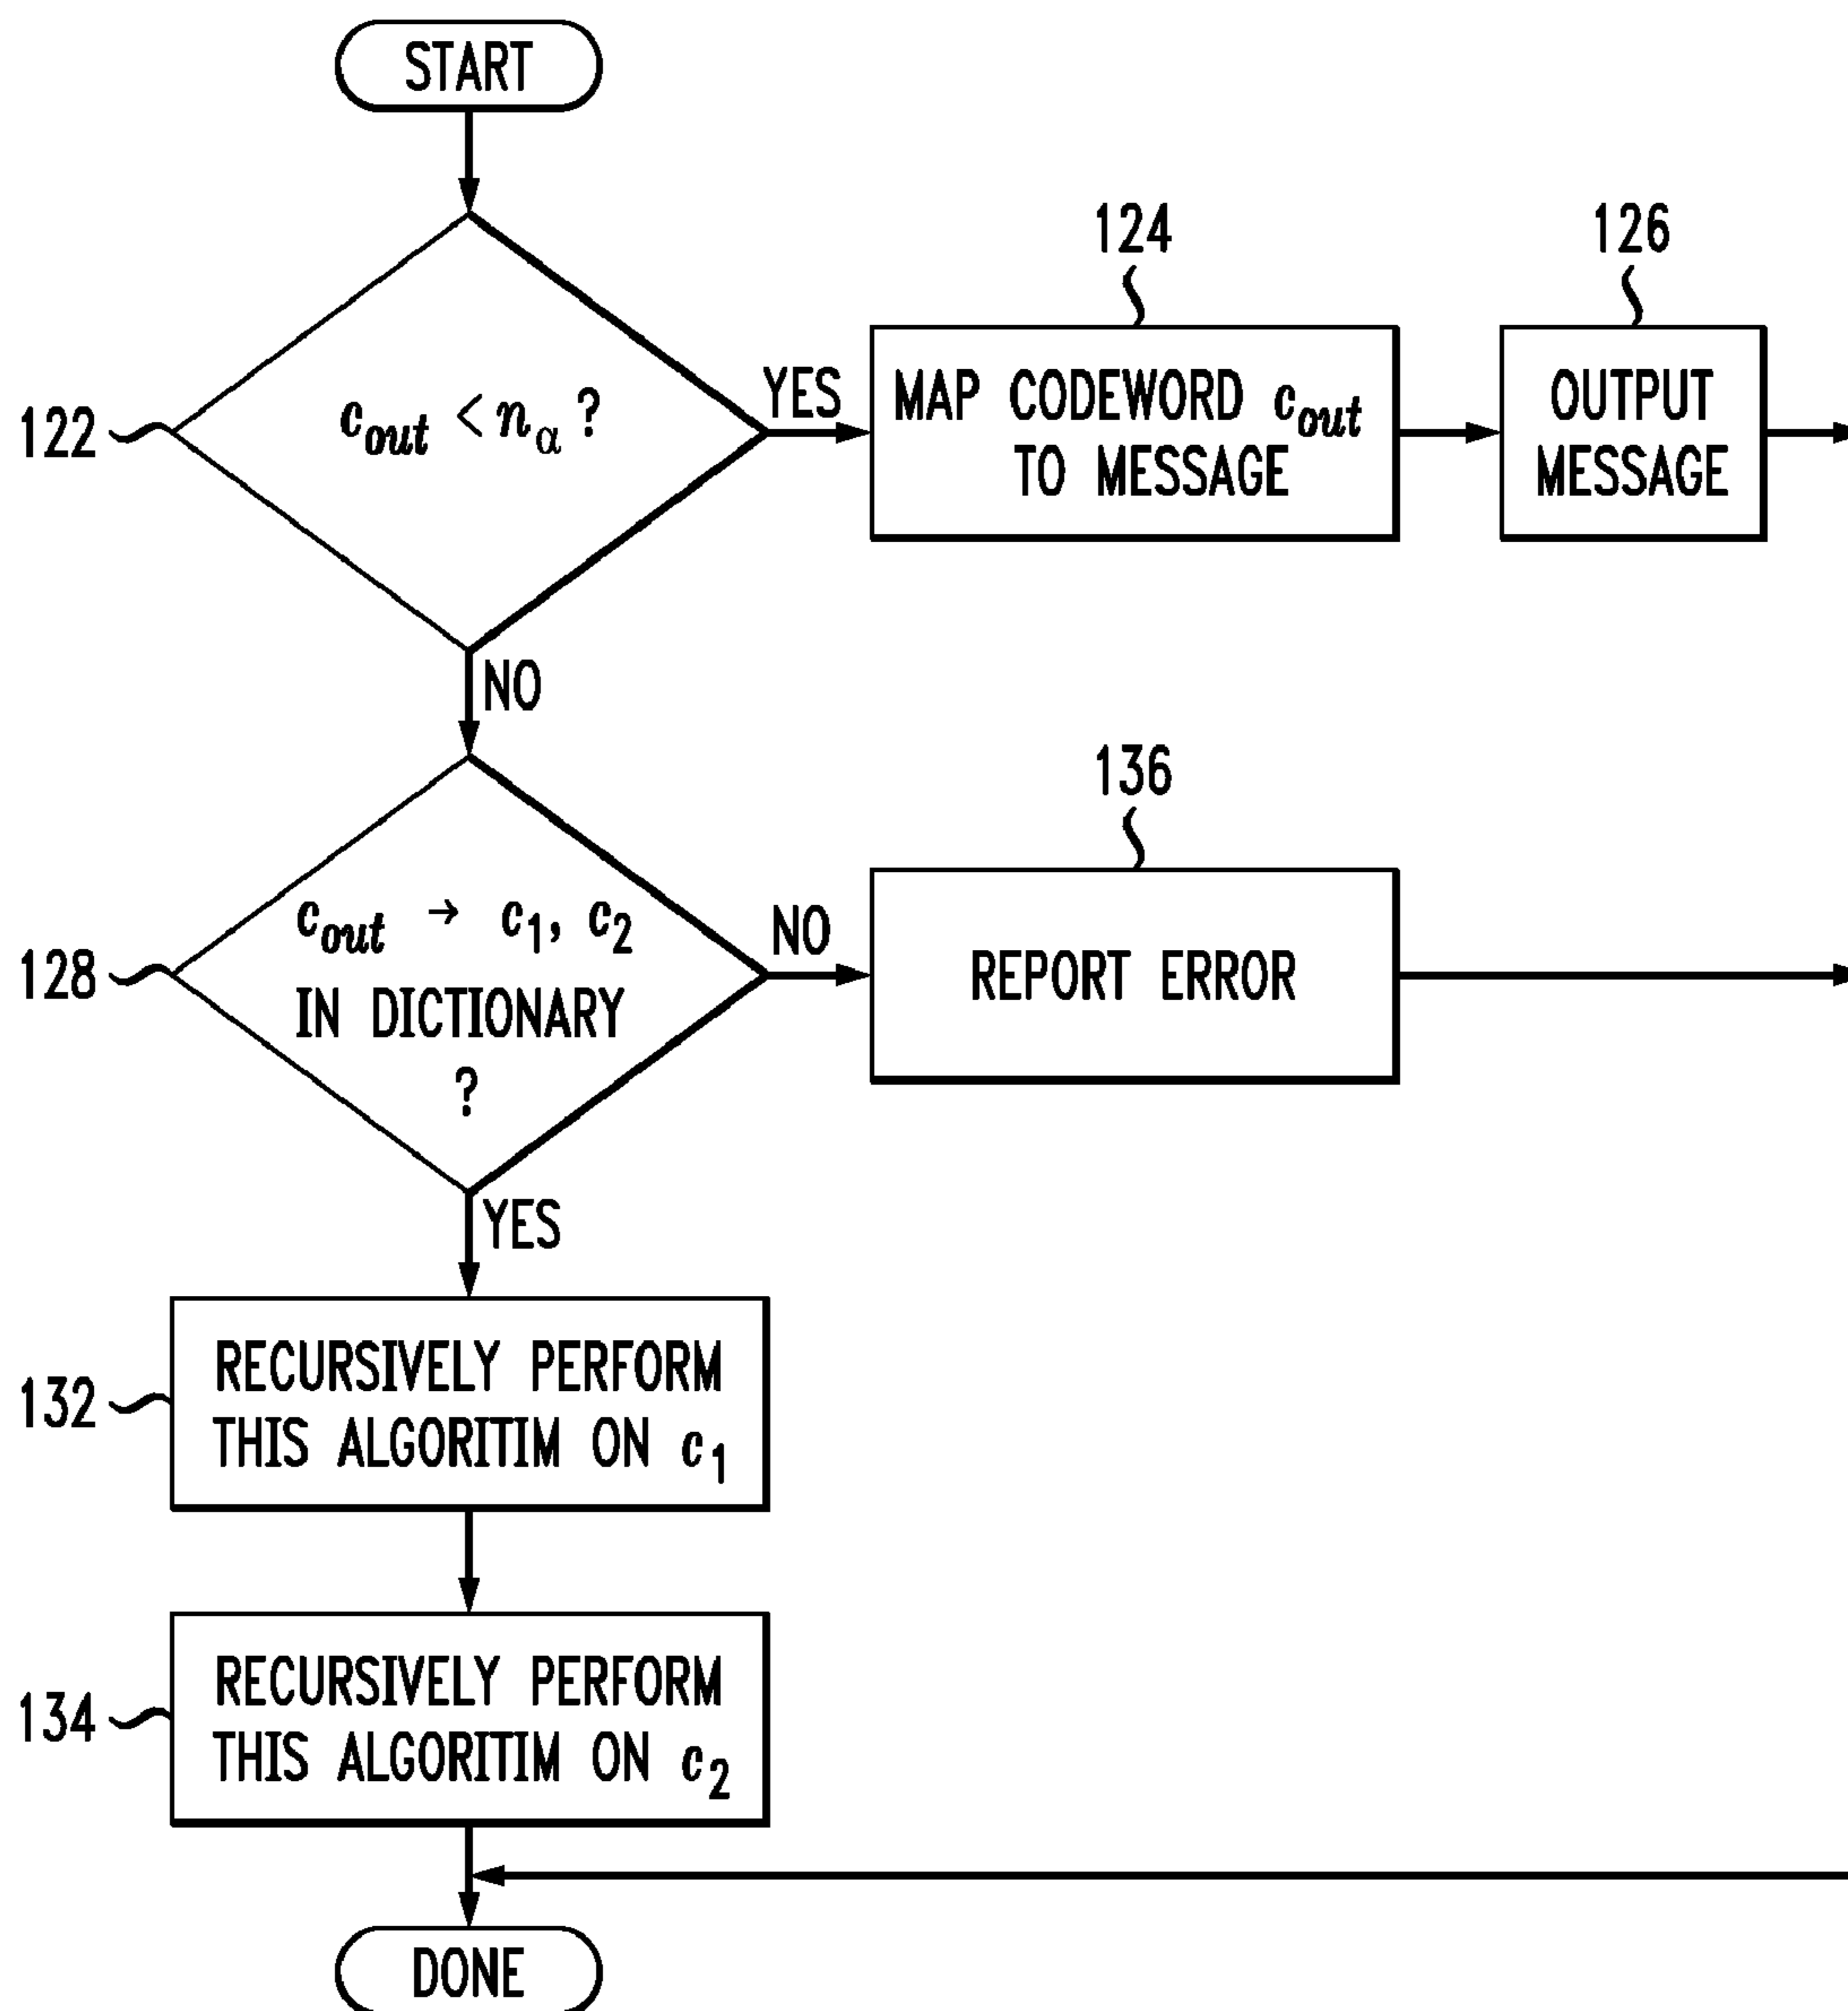 START
122
c_out < n_α ?
YES
124
MAP CODEWORD c_out
TO MESSAGE
126
OUTPUT
MESSAGE
NO
128
c_out → c_1, c_2
IN DICTIONARY
?
NO
136
REPORT ERROR
YES
132
RECURSIVELY PERFORM
THIS ALGORITIM ON c_1
134
RECURSIVELY PERFORM
THIS ALGORITIM ON c_2
DONE